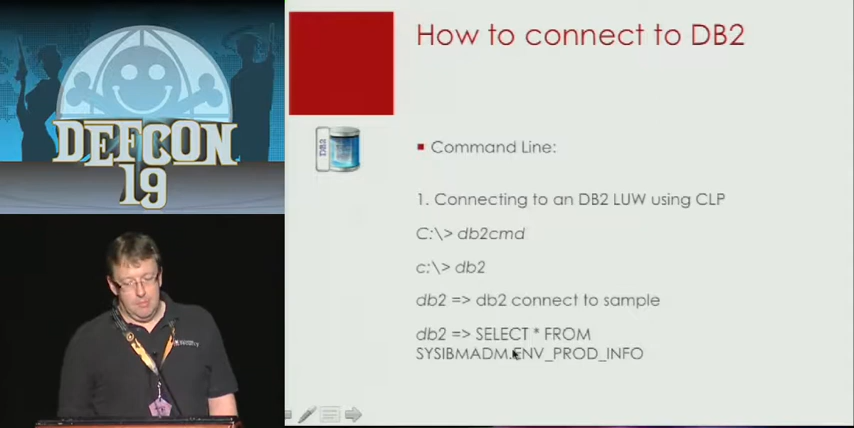 DEFCON
19
How to connect to DB2
DB2
Command Line:
1. Connecting to an DB2 LUW using CLP
C:\> db2cmd
c:\> db2
db2 => db2 connect to sample
db2 => SELECT * FROM
SYSIBMADM.ENV_PROD_INFO